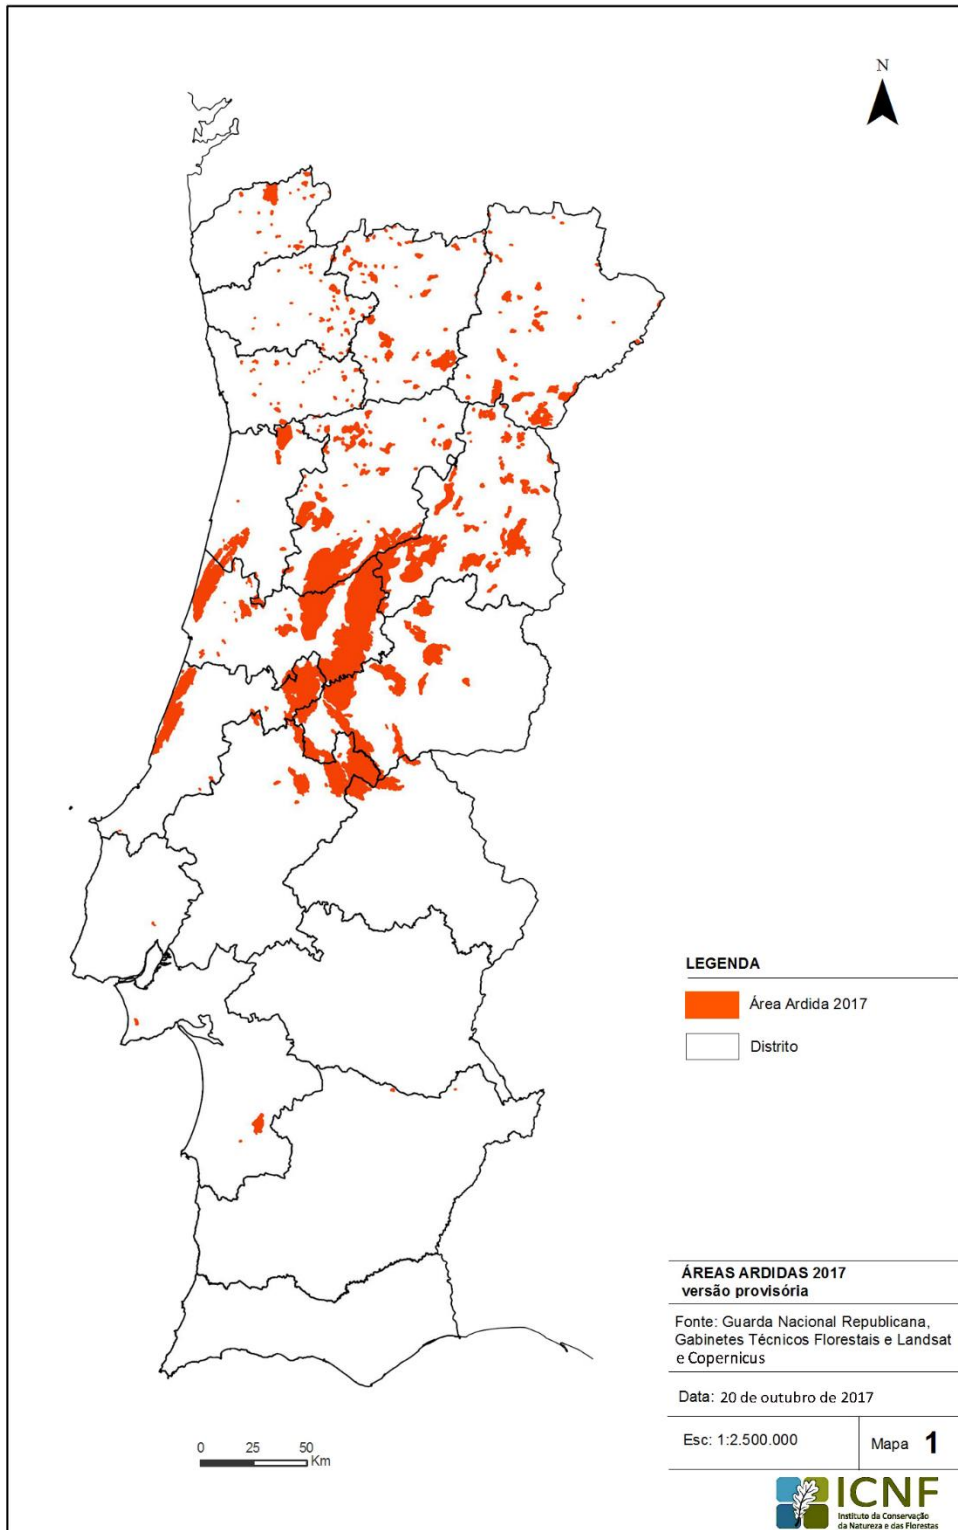 N
LEGENDA
Área Ardida 2017
Distrito
ÁREAS ARDIDAS 2017
versão provisória
Fonte: Guarda Nacional Republicana,
Gabinetes Técnicos Florestais e Landsat
e Copernicus
Data: 20 de outubro de 2017
Esc: 1:2.500.000
Mapa 1
0 25 50
Km
ICNF
Instituto da Conservação
da Natureza e das Florestas